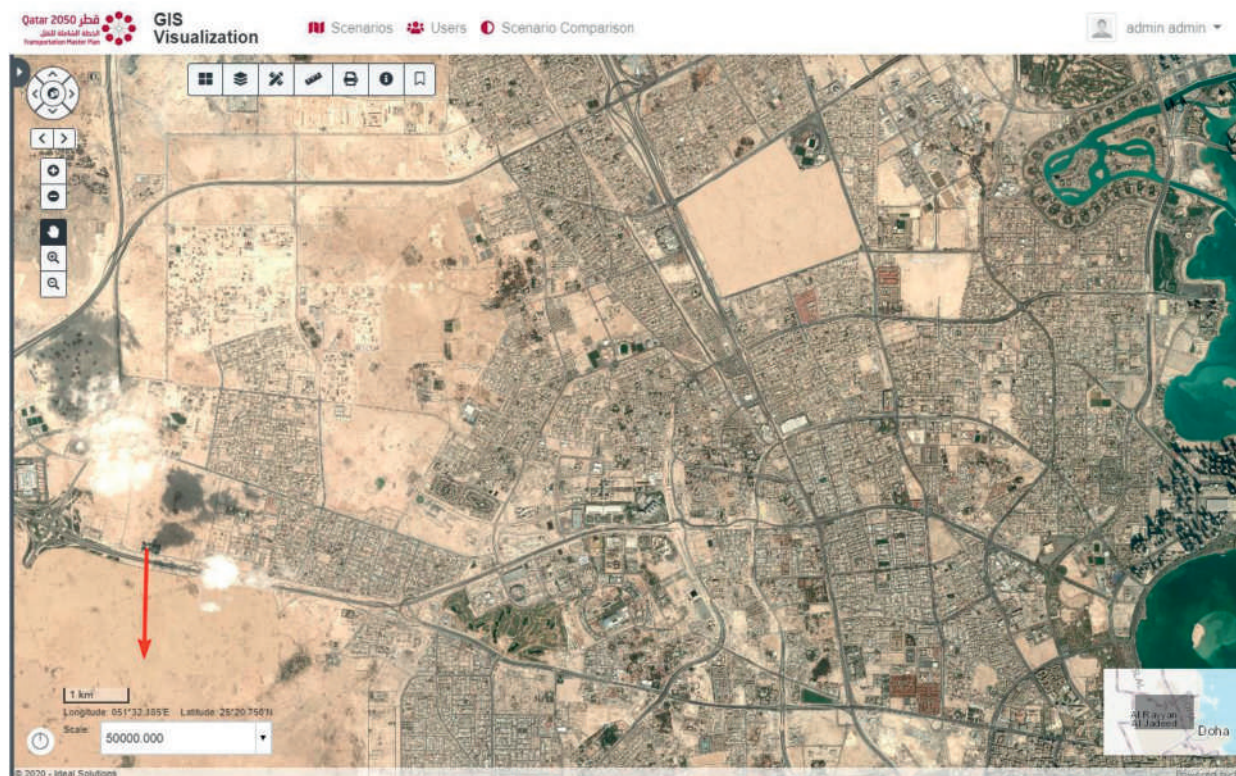 Qatar 2050 قطر
الخطة الشاملة للنقل
Transportation Master Plan
GIS
Visualization
Scenarios
Users
Scenario Comparison
admin admin
1 km
Longitude: 051°32.185'E Latitude: 25°20.750'N
Scale:
50000.000
Al Rayyan
Al Jadeed
Doha
© 2020 - Ideal Solutions